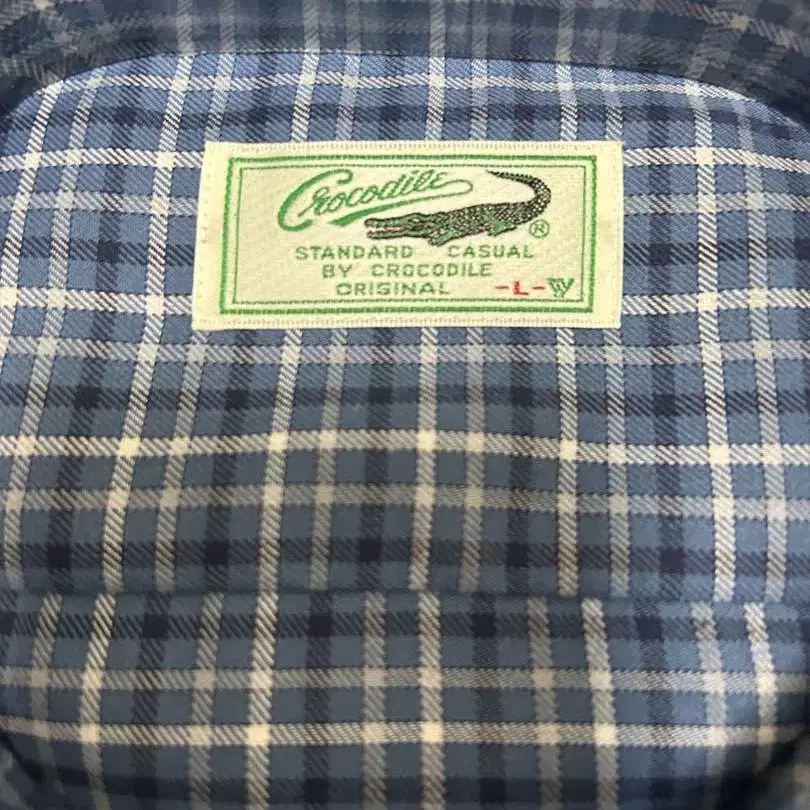 Crocodile
®
STANDARD CASUAL
BY CROCODILE
ORIGINAL -L-